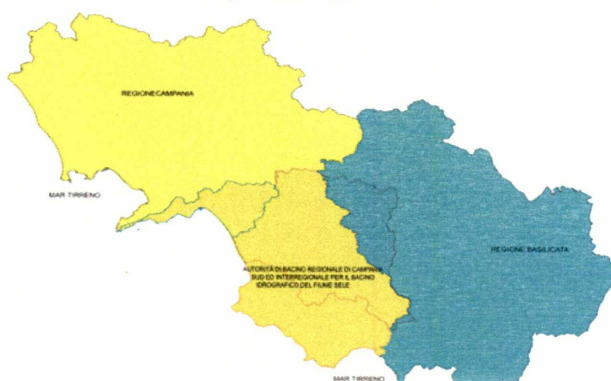 REGIONECAMPANIA
MAR TIRRENO
REGIONE BASILICATA
AUTORITÀ DI BACINO REGIONALE DI CAMPANIA
SUD ED INTERREGIONALE PER IL BACINO
IDROGRAFICO DEL FIUME SELE
MAR TIRRENO